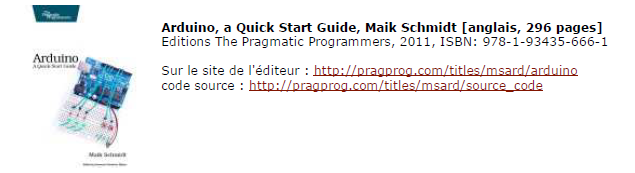 Arduino
A Quick Start Guide
Maik Schmidt
Arduino, a Quick Start Guide, Maik Schmidt [anglais, 296 pages]
Editions The Pragmatic Programmers, 2011, ISBN: 978-1-93435-666-1
Sur le site de l'éditeur : http://pragprog.com/titles/msard/arduino
code source : http://pragprog.com/titles/msard/source_code